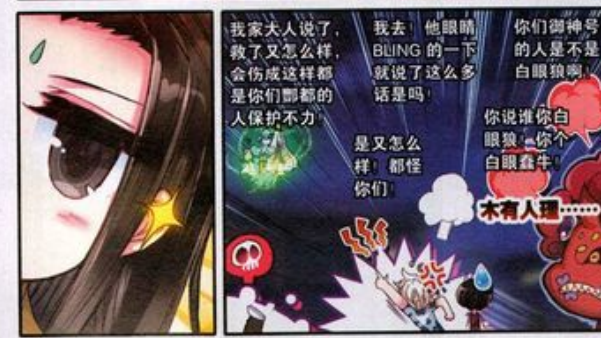 我家大人说了，
救了又怎么样，
会伤成这样都
是你们酆都的
人保护不力！
我去！他眼睛
BLING 的一下
就说了这么多
话是吗！
是又怎么
样！都怪
你们！
你们御神号
的人是不是
白眼狼啊！
你说谁你白
眼狼！你个
白眼蠢牛！
木有人理……